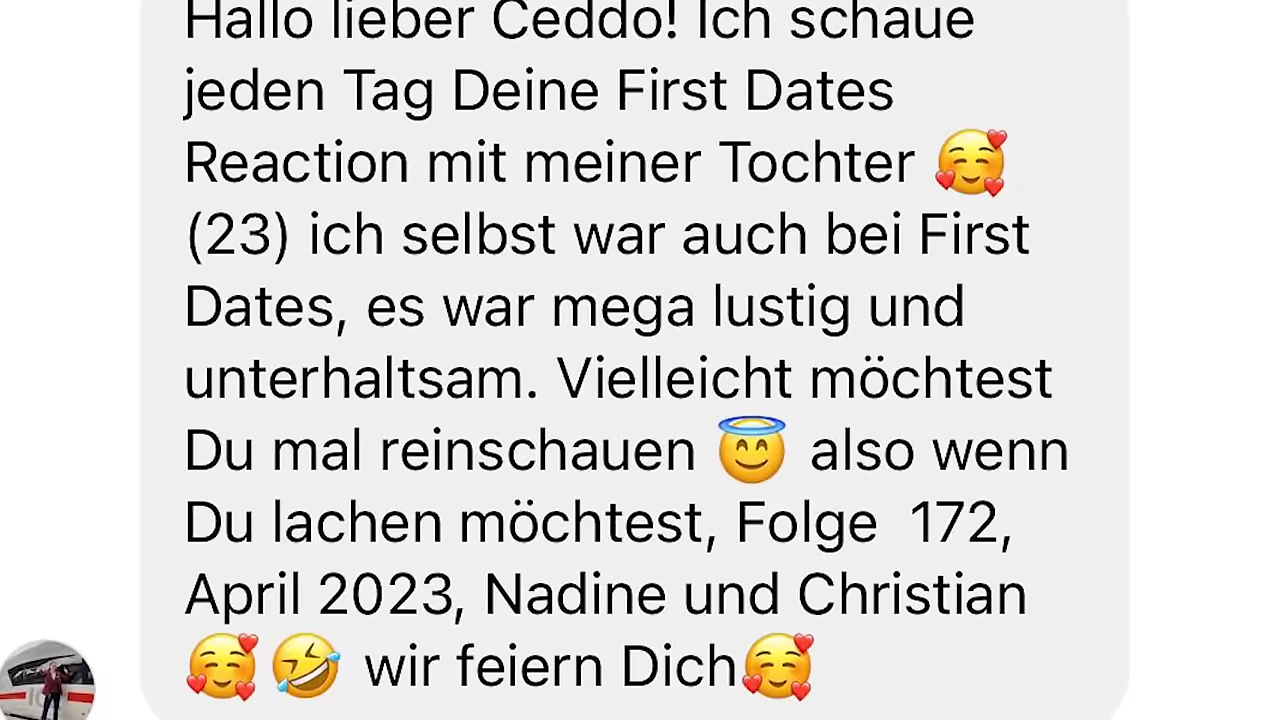 Hallo lieber Ceddo! Ich schaue
jeden Tag Deine First Dates
Reaction mit meiner Tochter 🥰
(23) ich selbst war auch bei First
Dates, es war mega lustig und
unterhaltsam. Vielleicht möchtest
Du mal reinschauen 😇 also wenn
Du lachen möchtest, Folge  172,
April 2023, Nadine und Christian
🥰🤣 wir feiern Dich🥰